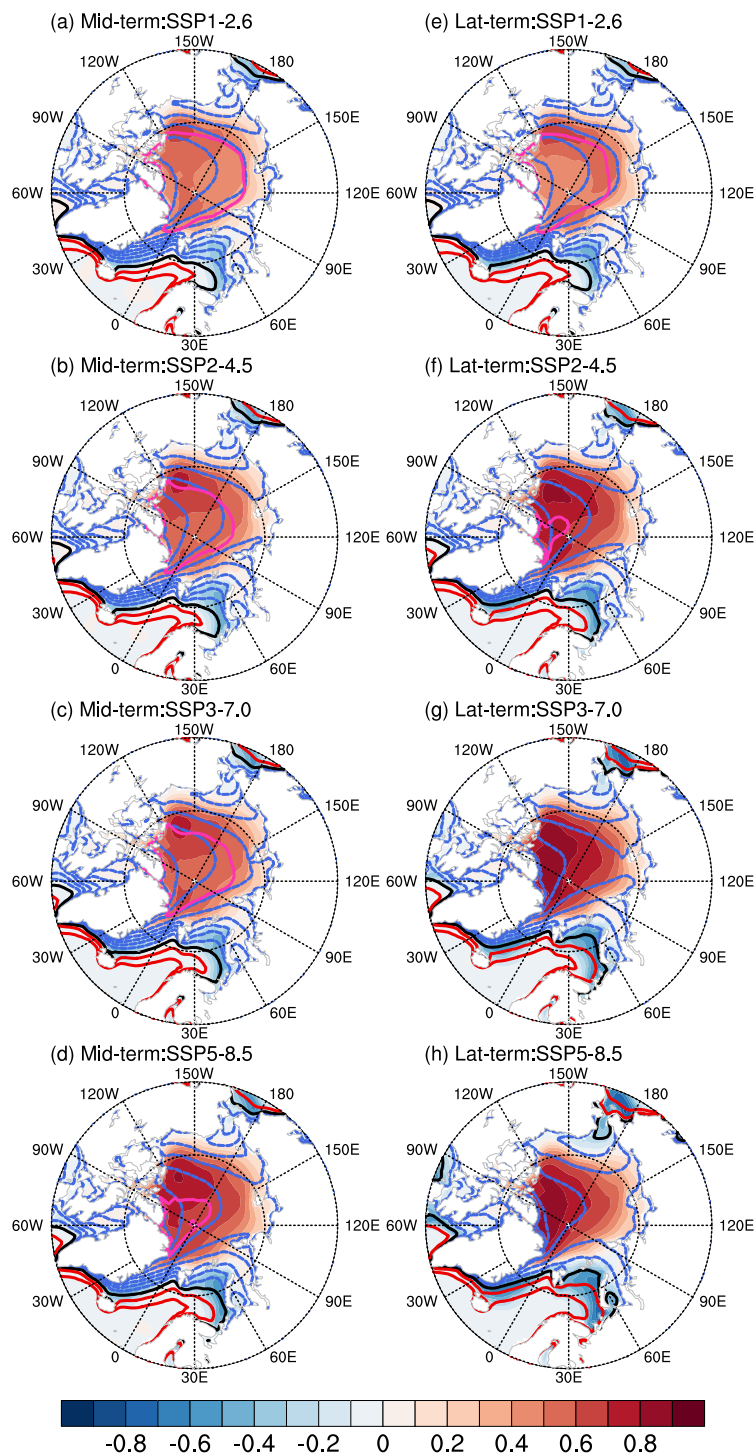 (a) Mid-term:SSP1-2.6
150W
120W 180
90W 150E
60W 120E
30W 90E
0 60E
30E
(e) Lat-term:SSP1-2.6
150W
120W 180
90W 150E
60W 120E
30W 90E
0 60E
30E
(b) Mid-term:SSP2-4.5
150W
120W 180
90W 150E
60W 120E
30W 90E
0 60E
30E
(f) Lat-term:SSP2-4.5
150W
120W 180
90W 150E
60W 120E
30W 90E
0 60E
30E
(c) Mid-term:SSP3-7.0
150W
120W 180
90W 150E
60W 120E
30W 90E
0 60E
30E
(g) Lat-term:SSP3-7.0
150W
120W 180
90W 150E
60W 120E
30W 90E
0 60E
30E
(d) Mid-term:SSP5-8.5
150W
120W 180
90W 150E
60W 120E
30W 90E
0 60E
30E
(h) Lat-term:SSP5-8.5
150W
120W 180
90W 150E
60W 120E
30W 90E
0 60E
30E
-0.8 -0.6 -0.4 -0.2 0 0.2 0.4 0.6 0.8